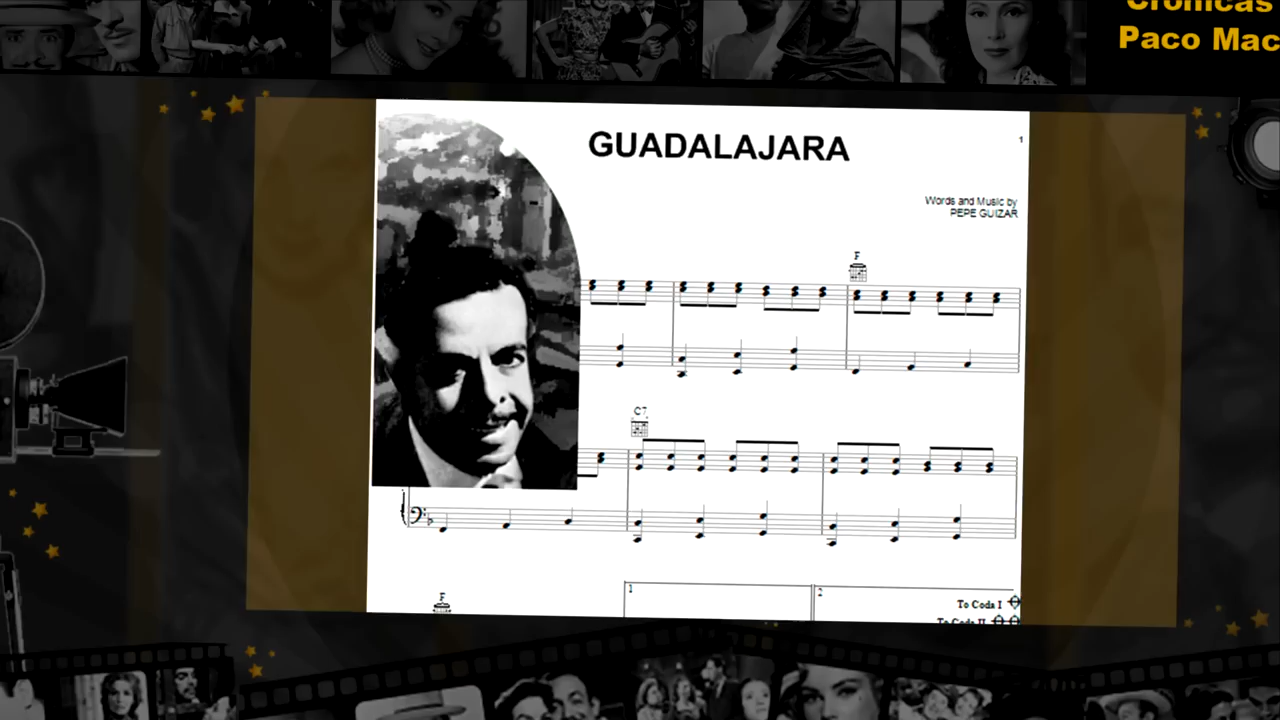 Crónicas
Paco Mac
GUADALAJARA
1
Words and Music by
PEPE GUIZAR
F
C7
F
1
2
To Coda I
To Coda II